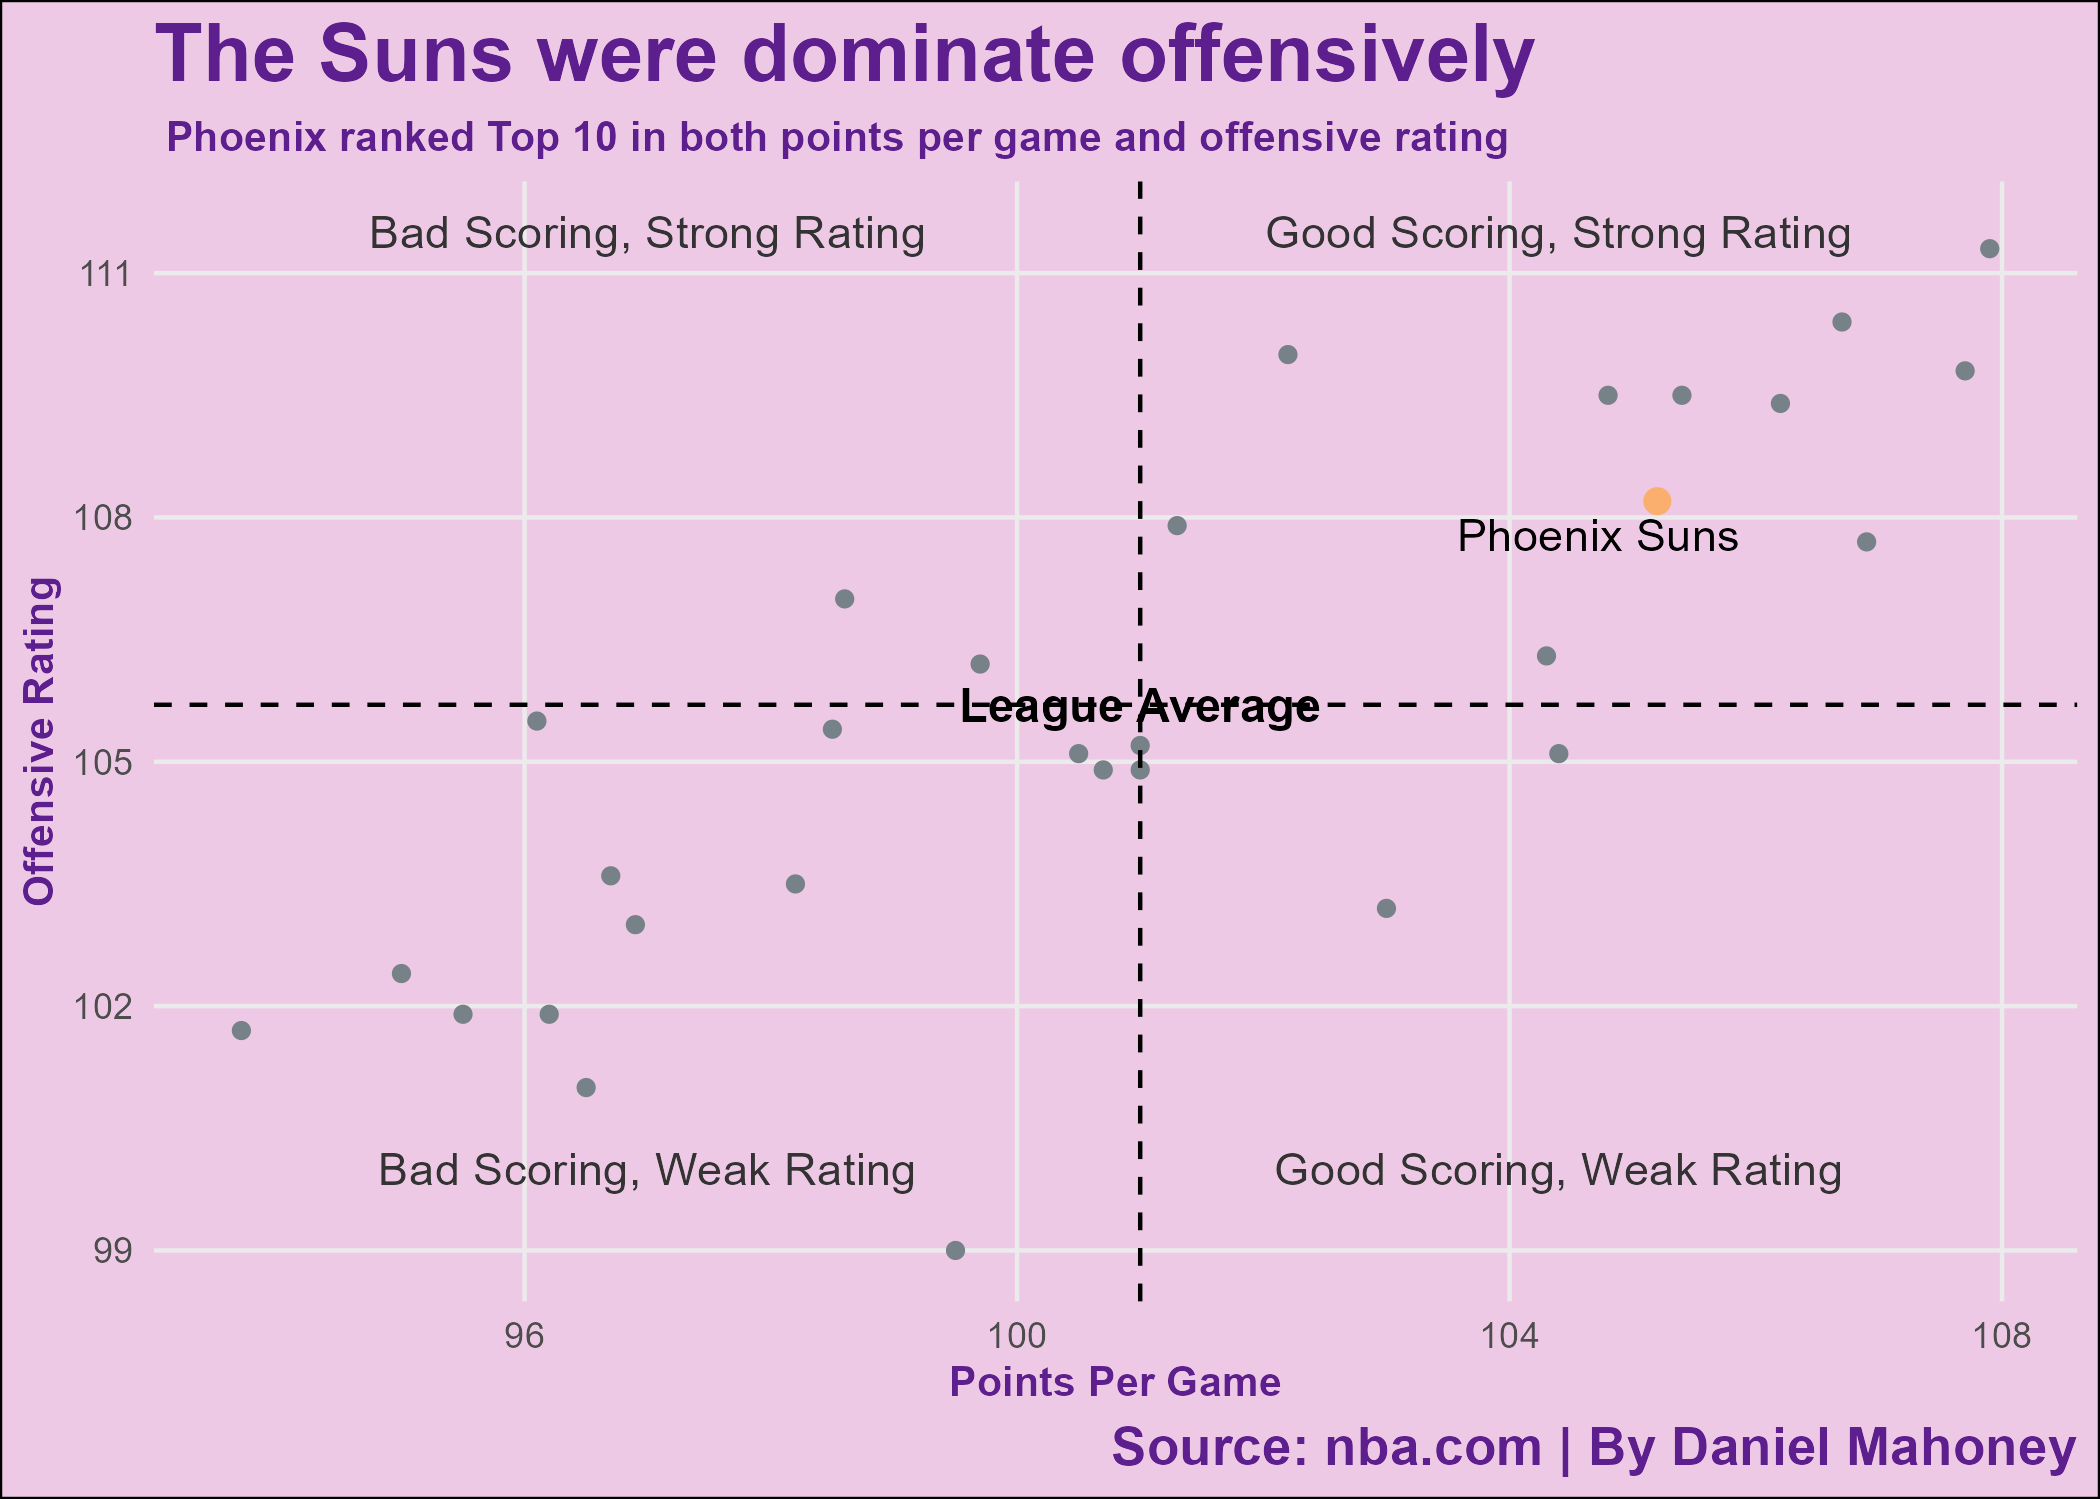 The Suns were dominate offensively
Phoenix ranked Top 10 in both points per game and offensive rating
Bad Scoring, Strong Rating
Good Scoring, Strong Rating
111
108
Phoenix Suns
Offensive Rating
League Average
105
102
Bad Scoring, Weak Rating
Good Scoring, Weak Rating
99
96
100
104
108
Points Per Game
Source: nba.com | By Daniel Mahoney